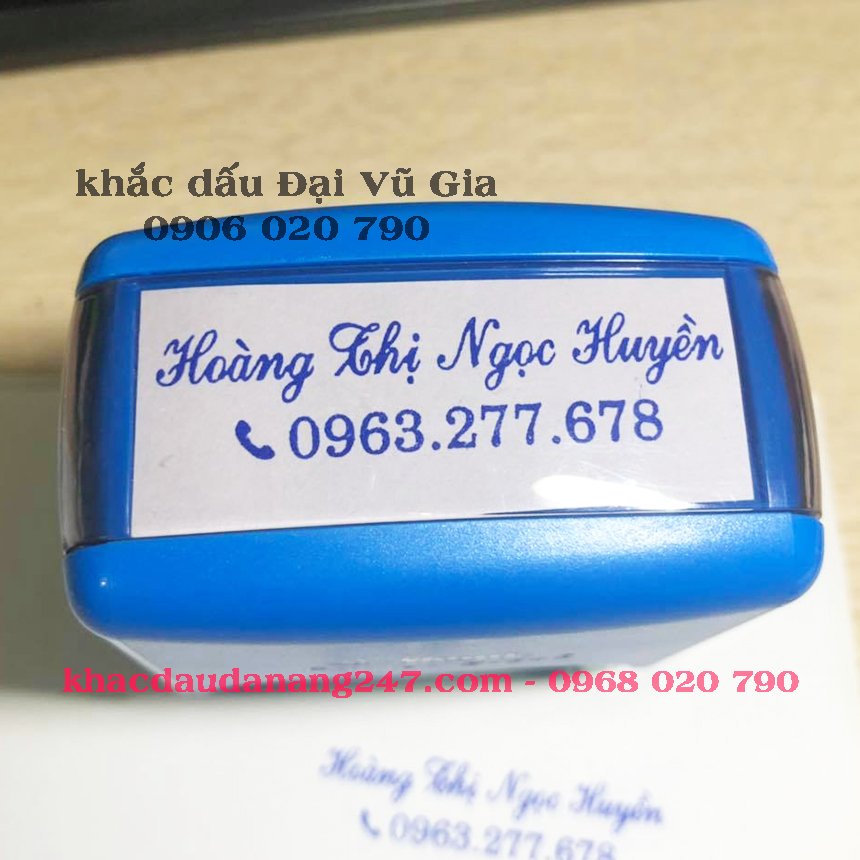 khắc dấu Đại Vũ Gia
0906 020 790
Hoàng Thị Ngọc Huyền
0963.277.678
khacdaudanang247.com - 0968 020 790
Hoàng Thị Ngọc Huyền
0963.277.678